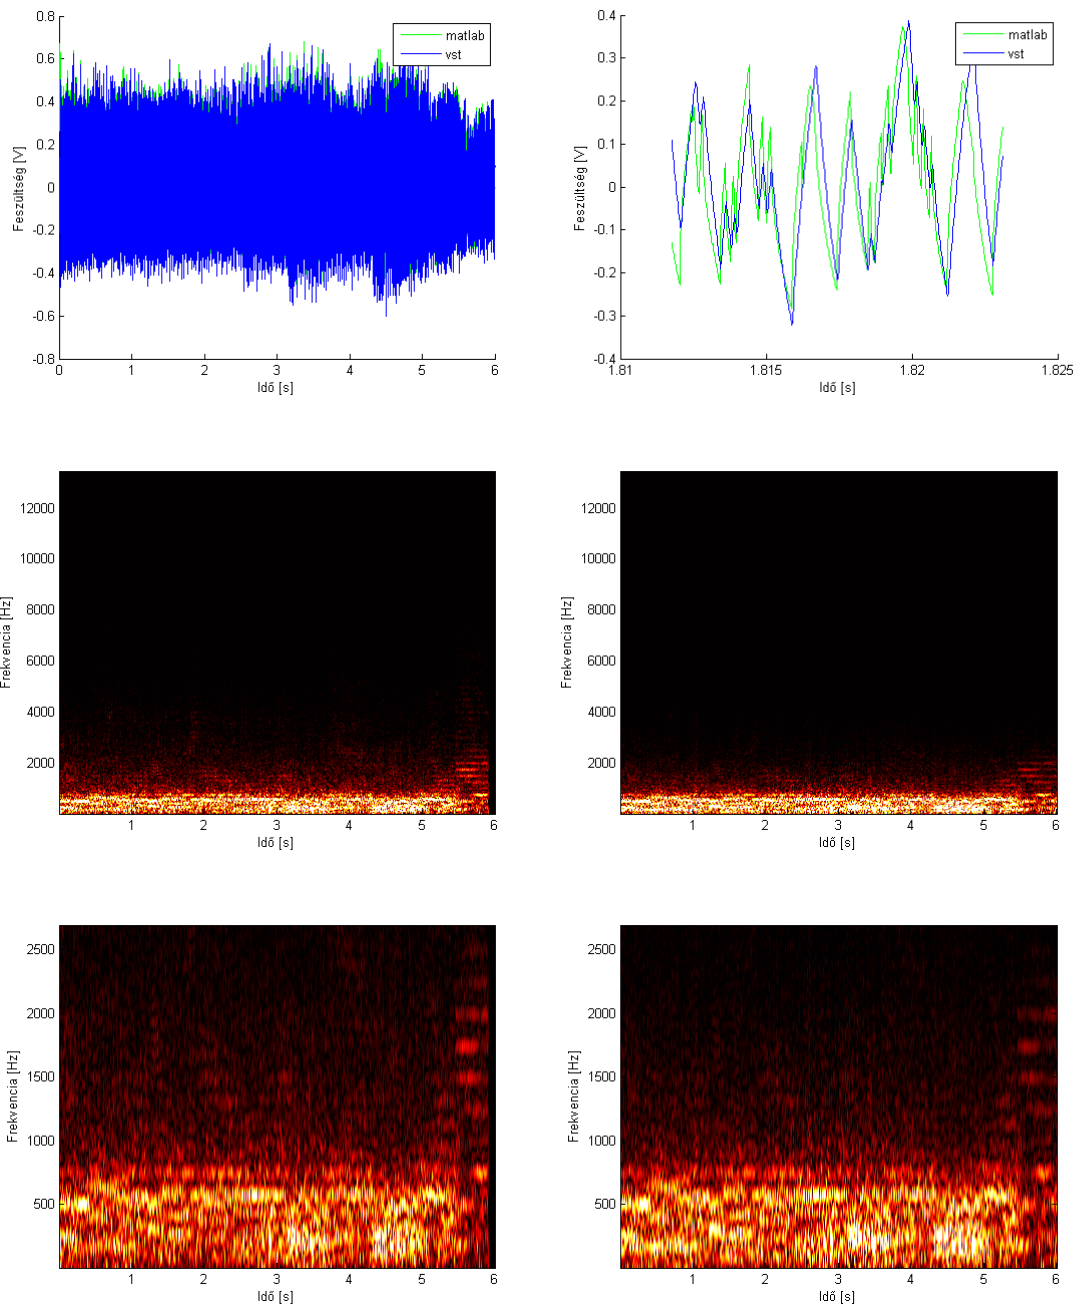 0.8
0.6
0.4
0.2
0
-0.2
-0.4
-0.6
-0.8
0 1 2 3 4 5 6
Feszültség [V]
Idő [s]
matlab
vst
0.4
0.3
0.2
0.1
0
-0.1
-0.2
-0.3
-0.4
1.81 1.815 1.82 1.825
Feszültség [V]
Idő [s]
matlab
vst
12000
10000
8000
6000
4000
2000
1 2 3 4 5 6
Frekvencia [Hz]
Idő [s]
12000
10000
8000
6000
4000
2000
1 2 3 4 5 6
Frekvencia [Hz]
Idő [s]
2500
2000
1500
1000
500
1 2 3 4 5 6
Frekvencia [Hz]
Idő [s]
2500
2000
1500
1000
500
1 2 3 4 5 6
Frekvencia [Hz]
Idő [s]